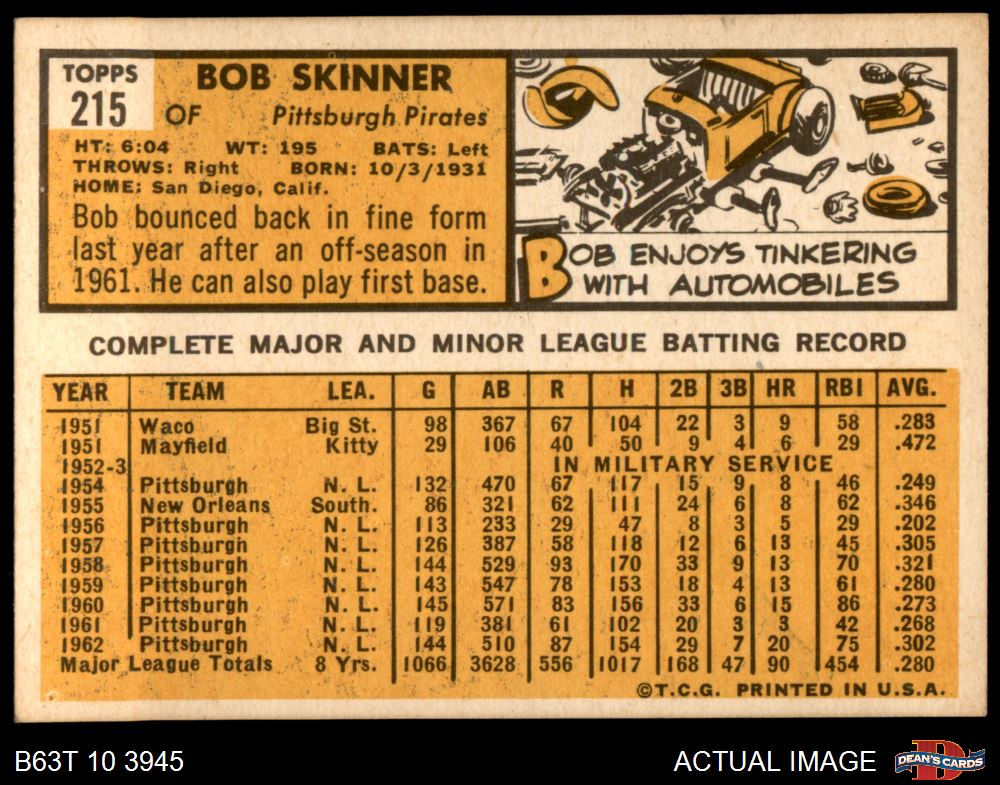 TOPPS
215
BOB SKINNER
OF Pittsburgh Pirates
HT: 6:04 WT: 195 BATS: Left
THROWS: Right BORN: 10/3/1931
HOME: San Diego, Calif.
Bob bounced back in fine form
last year after an off-season in
1961. He can also play first base.
BOB ENJOYS TINKERING
WITH AUTOMOBILES
COMPLETE MAJOR AND MINOR LEAGUE BATTING RECORD
YEAR TEAM LEA. G AB R H 2B 3B HR RBI AVG.
1951 Waco Big St. 98 367 67 104 22 3 9 58 .283
1951 Mayfield Kitty 29 106 40 50 9 4 6 29 .472
1952-3 IN MILITARY SERVICE
1954 Pittsburgh N. L. 132 470 67 117 15 9 8 46 .249
1955 New Orleans South. 86 321 62 111 24 6 8 62 .346
1956 Pittsburgh N. L. 113 233 29 47 8 3 5 29 .202
1957 Pittsburgh N. L. 126 387 58 118 12 6 13 45 .305
1958 Pittsburgh N. L. 144 529 93 170 33 9 13 70 .321
1959 Pittsburgh N. L. 143 547 78 153 18 4 13 61 .280
1960 Pittsburgh N. L. 145 571 83 156 33 6 15 86 .273
1961 Pittsburgh N. L. 119 381 61 102 20 3 3 42 .268
1962 Pittsburgh N. L. 144 510 87 154 29 7 20 75 .302
Major League Totals 8 Yrs. 1066 3628 556 1017 168 47 90 454 .280
©T.C.G. PRINTED IN U.S.A.
B63T 10 3945 ACTUAL IMAGE
D
DEAN'S CARDS